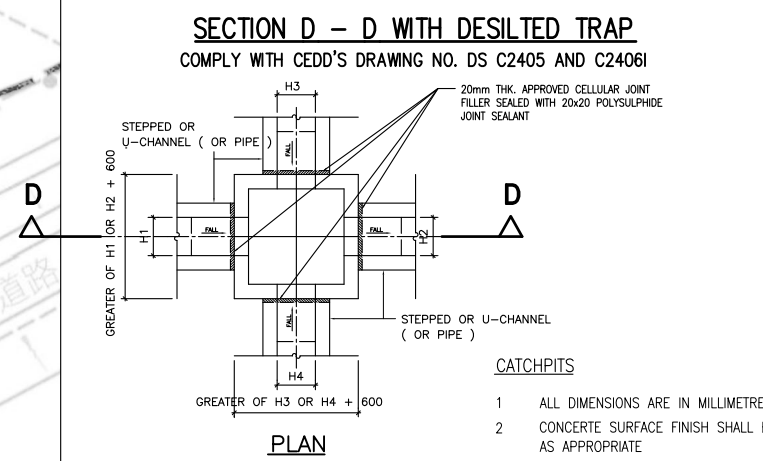 SECTION D – D WITH DESILTED TRAP
COMPLY WITH CEDD'S DRAWING NO. DS C2405 AND C2406I
H3
20mm THK. APPROVED CELLULAR JOINT
FILLER SEALED WITH 20x20 POLYSULPHIDE
JOINT SEALANT
STEPPED OR
U-CHANNEL ( OR PIPE )
FALL
D
D
GREATER OF H1 OR H2 + 600
H1
FALL
FALL
H2
道路
FALL
STEPPED OR U-CHANNEL
( OR PIPE )
H4
GREATER OF H3 OR H4 + 600
PLAN
CATCHPITS
1 ALL DIMENSIONS ARE IN MILLIMETRE
2 CONCERTE SURFACE FINISH SHALL
AS APPROPRIATE